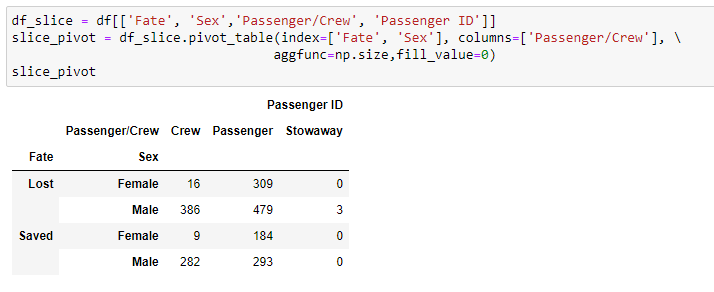 df_slice = df[['Fate', 'Sex','Passenger/Crew', 'Passenger ID']]
slice_pivot = df_slice.pivot_table(index=['Fate', 'Sex'], columns=['Passenger/Crew'], \
aggfunc=np.size,fill_value=0)
slice_pivot
Passenger ID
Passenger/Crew Crew Passenger Stowaway
Fate Sex
Lost Female 16 309 0
Male 386 479 3
Saved Female 9 184 0
Male 282 293 0